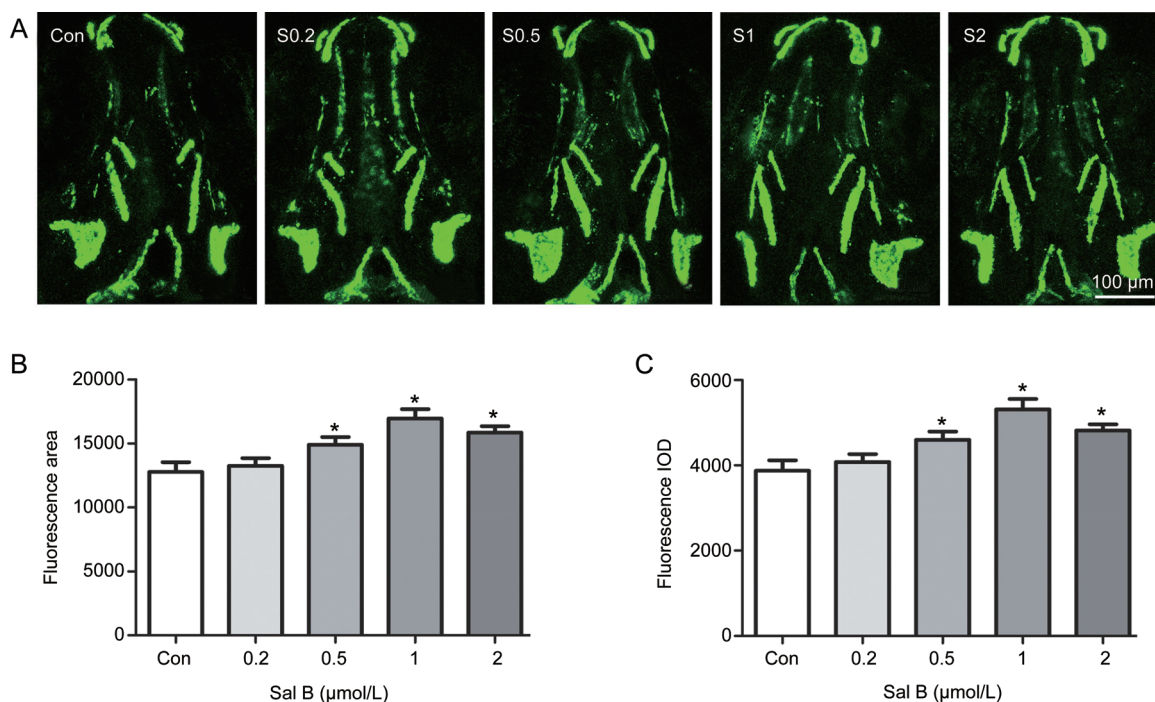 A
Con
S0.2
S0.5
S1
S2
100 µm
B
20000
15000
10000
5000
0
Fluorescence area
*
*
*
Con
0.2
0.5
1
2
Sal B (µmol/L)
C
6000
4000
2000
0
Fluorescence IOD
*
*
*
Con
0.2
0.5
1
2
Sal B (µmol/L)